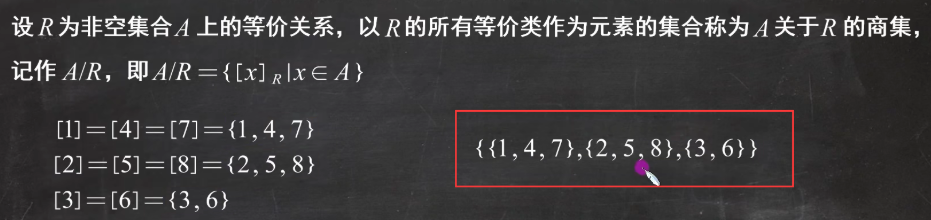 设 R 为非空集合 A 上的等价关系，以 R 的所有等价类作为元素的集合称为 A 关于 R 的商集，
记作 A/R，即 A/R＝{[x]_R|x∈A}
[1]＝[4]＝[7]＝{1,4,7}
[2]＝[5]＝[8]＝{2,5,8}
[3]＝[6]＝{3,6}
{{1,4,7},{2,5,8},{3,6}}